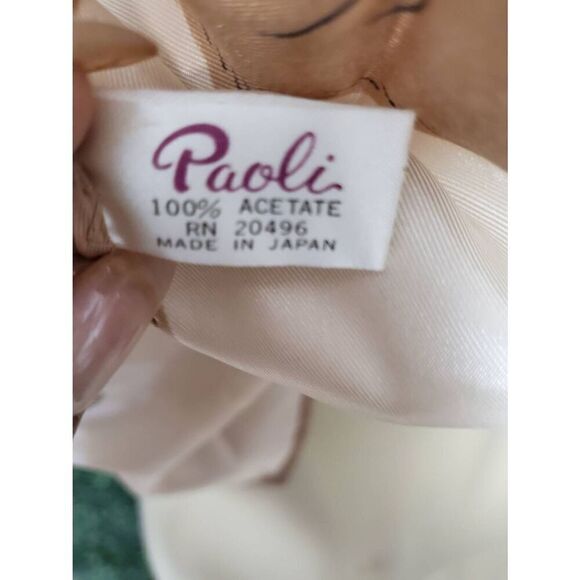 Paoli
100% ACETATE
RN 20496
MADE IN JAPAN